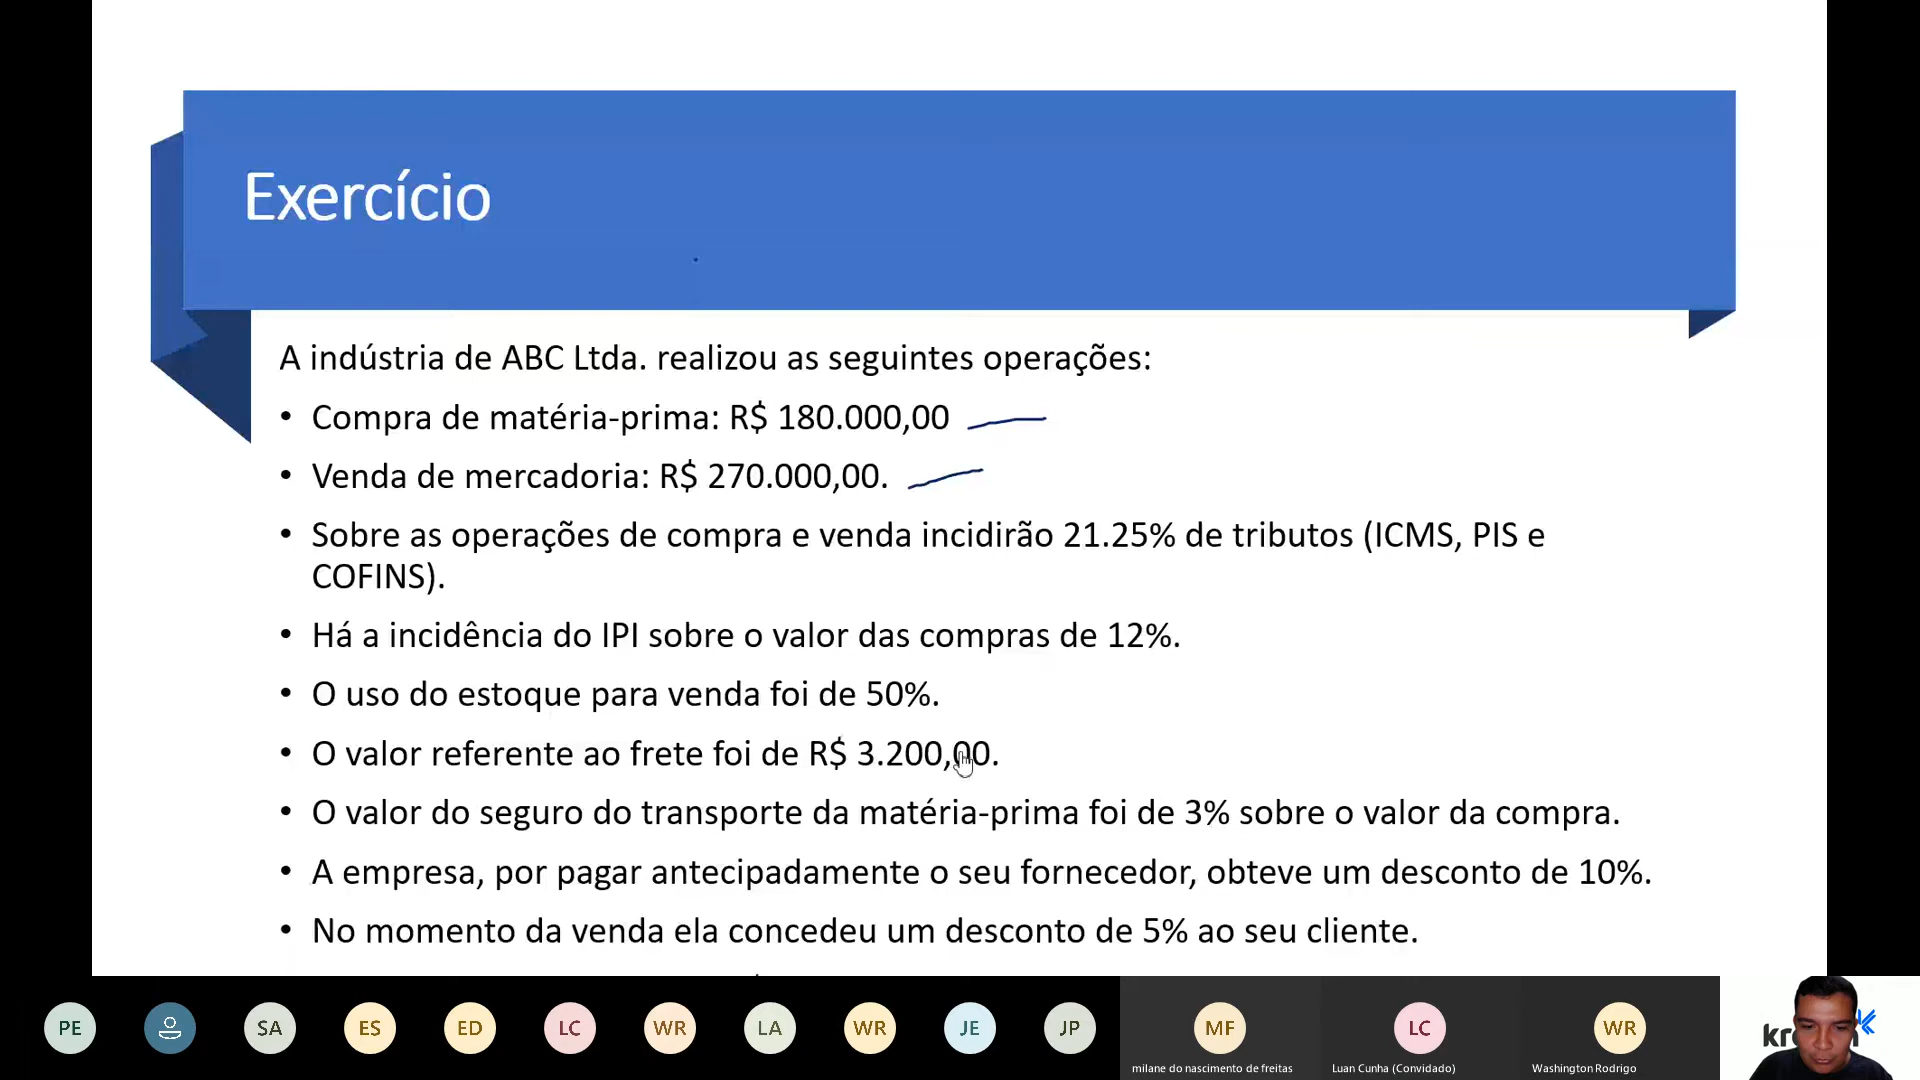 Exercício
A indústria de ABC Ltda. realizou as seguintes operações:
• Compra de matéria-prima: R$ 180.000,00
• Venda de mercadoria: R$ 270.000,00.
• Sobre as operações de compra e venda incidirão 21.25% de tributos (ICMS, PIS e
COFINS).
• Há a incidência do IPI sobre o valor das compras de 12%.
• O uso do estoque para venda foi de 50%.
• O valor referente ao frete foi de R$ 3.200,00.
• O valor do seguro do transporte da matéria-prima foi de 3% sobre o valor da compra.
• A empresa, por pagar antecipadamente o seu fornecedor, obteve um desconto de 10%.
• No momento da venda ela concedeu um desconto de 5% ao seu cliente.
PE SA ES ED LC WR LA WR JE JP MF LC WR
milane do nascimento de freitas Luan Cunha (Convidado) Washington Rodrigo